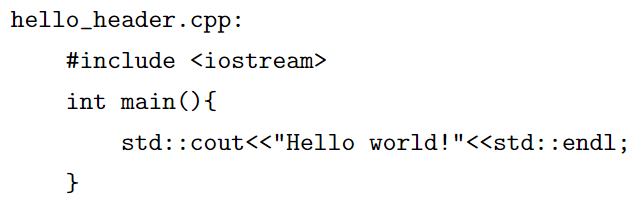 hello_header.cpp:
#include <iostream>
int main(){
std::cout<<"Hello world!"<<std::endl;
}